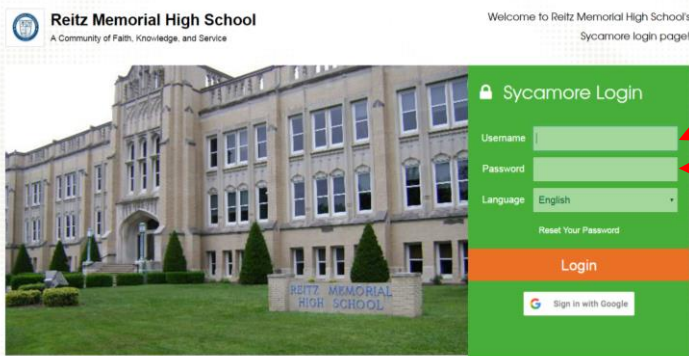 Reitz Memorial High School
A Community of Faith, Knowledge, and Service
Welcome to Reitz Memorial High School's
Sycamore login page!
REITZ MEMORIAL
HIGH SCHOOL
Sycamore Login
Username
Password
Language English
Reset Your Password
Login
G Sign in with Google